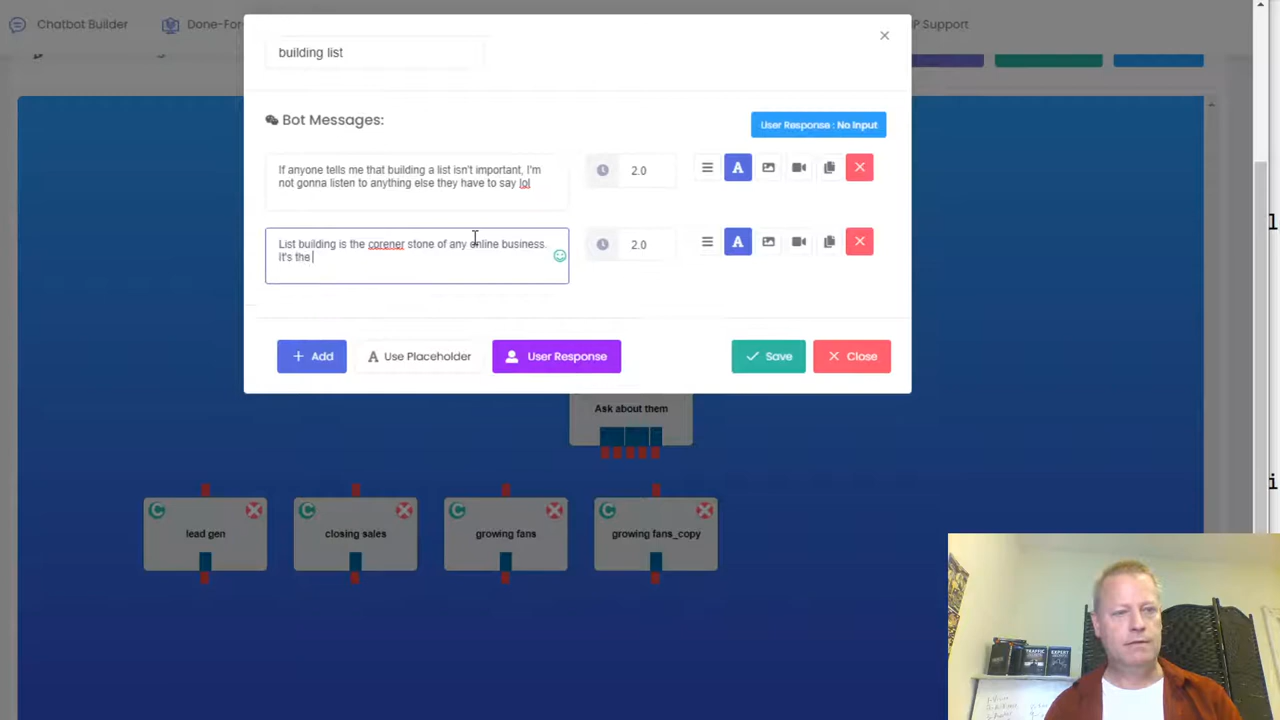 Chatbot Builder
Done-For-
P Support
building list
Bot Messages:
User Response : No Input
If anyone tells me that building a list isn't important, I'm
not gonna listen to anything else they have to say lol
2.0
List building is the corener stone of any online business.
It's the
2.0
Add
Use Placeholder
User Response
Save
Close
Ask about them
lead gen
closing sales
growing fans
growing fans_copy
TRAFFIC
EXPERT